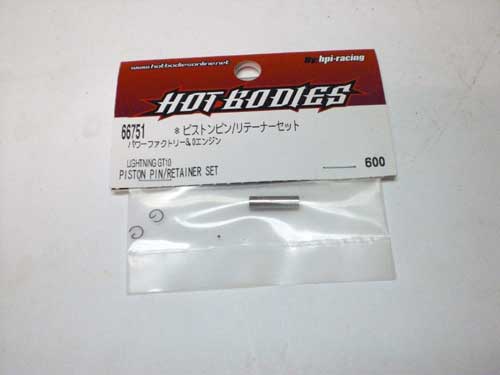 www.hotbodiesonline.net
By.hpi-racing
HOT BODIES
66751 ※ピストンピン/リテーナーセット
パワーファクトリー&.0エンジン
LIGHTNING GT10
PISTON PIN/RETAINER SET
600